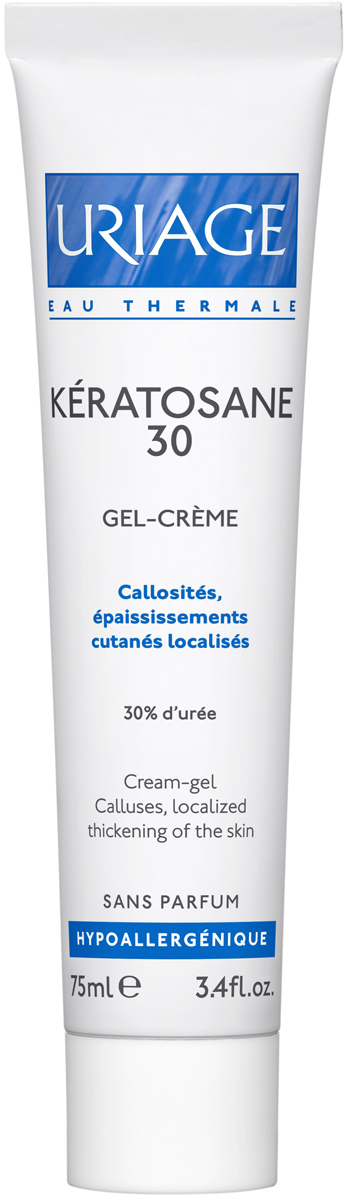 URIAGE
EAU THERMALE
KÉRATOSANE
30
GEL-CRÈME
Callosités,
épaississements
cutanés localisés
30% d'urée
Cream-gel
Calluses, localized
thickening of the skin
SANS PARFUM
HYPOALLERGÉNIQUE
75ml ℮ 3.4fl.oz.